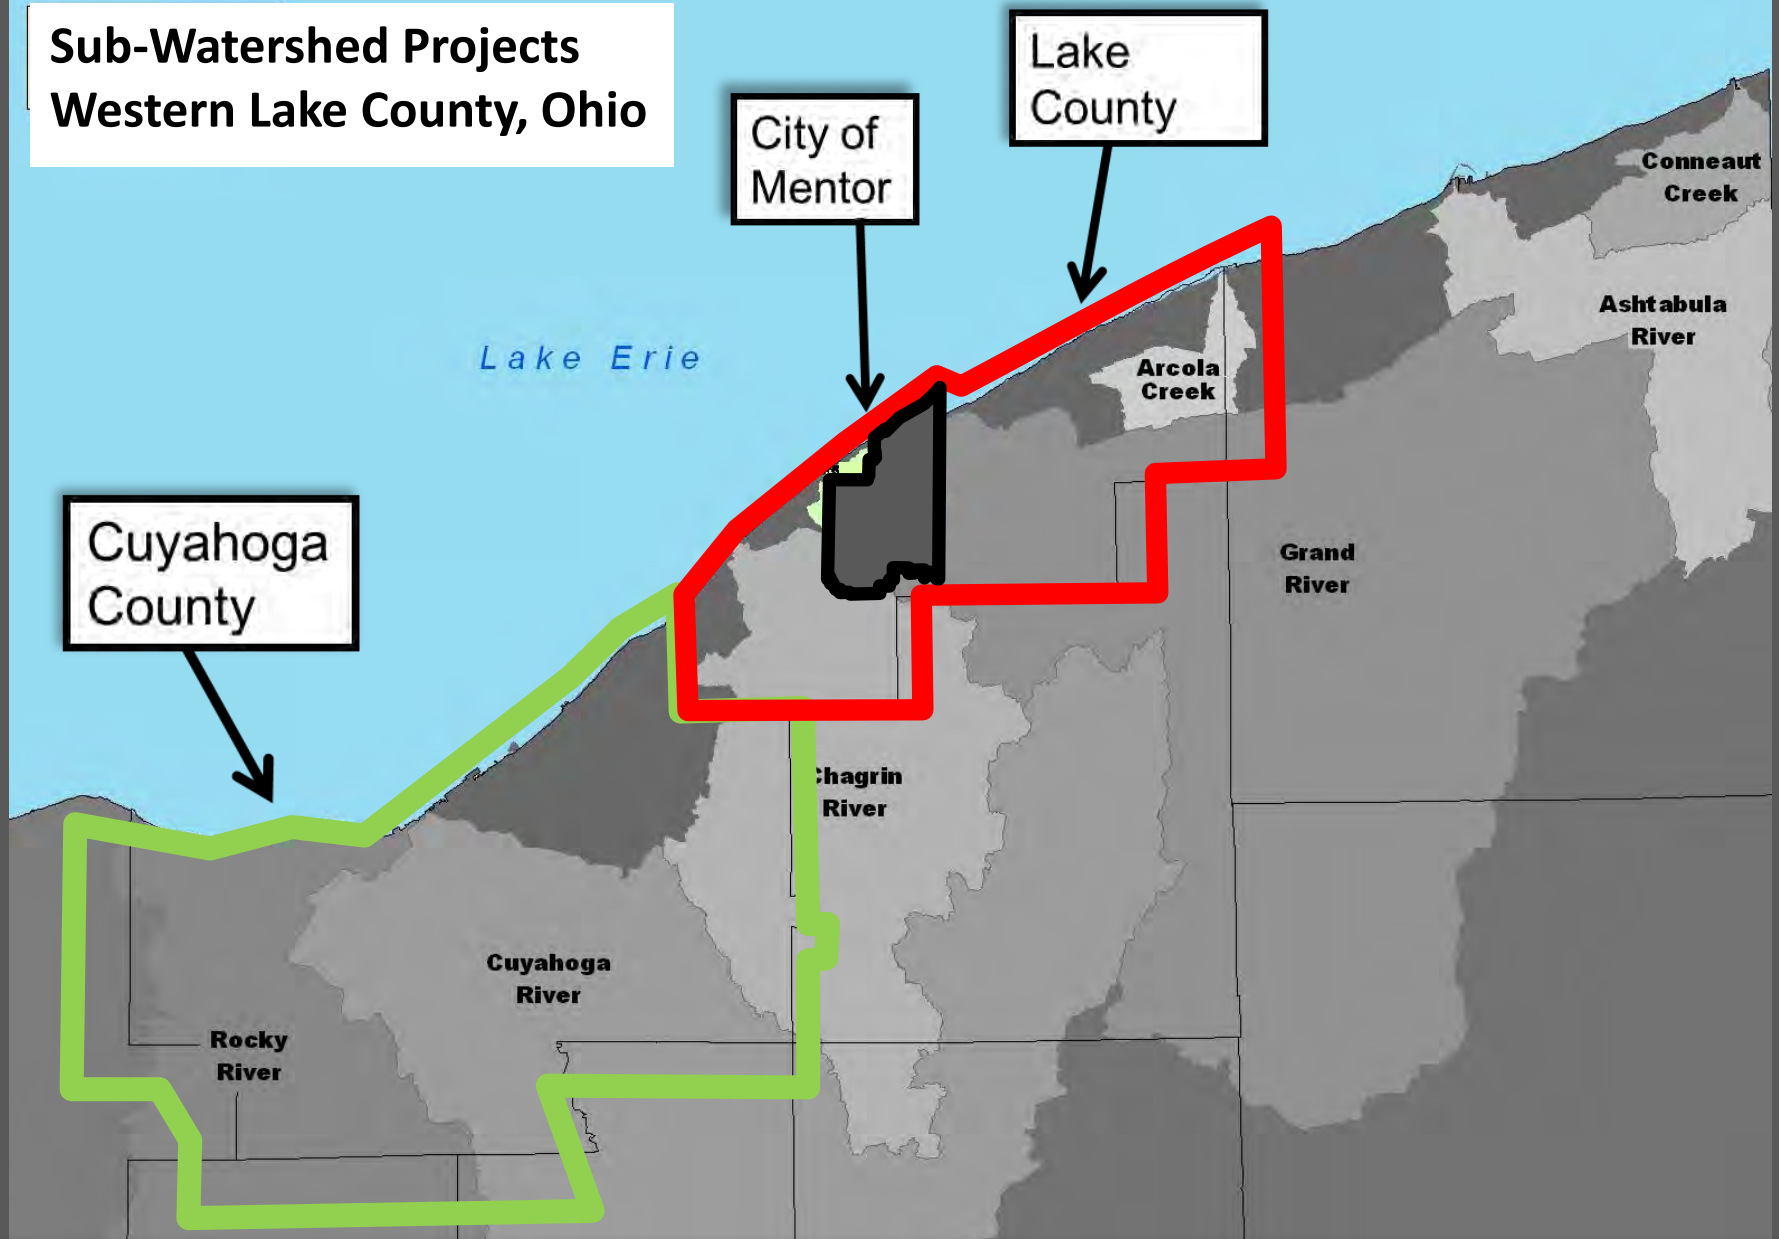 Sub-Watershed Projects
Western Lake County, Ohio
Lake
County
City of
Mentor
Conneaut
Creek
Ashtabula
River
Lake Erie
Arcola
Creek
Cuyahoga
County
Grand
River
Chagrin
River
Cuyahoga
River
Rocky
River